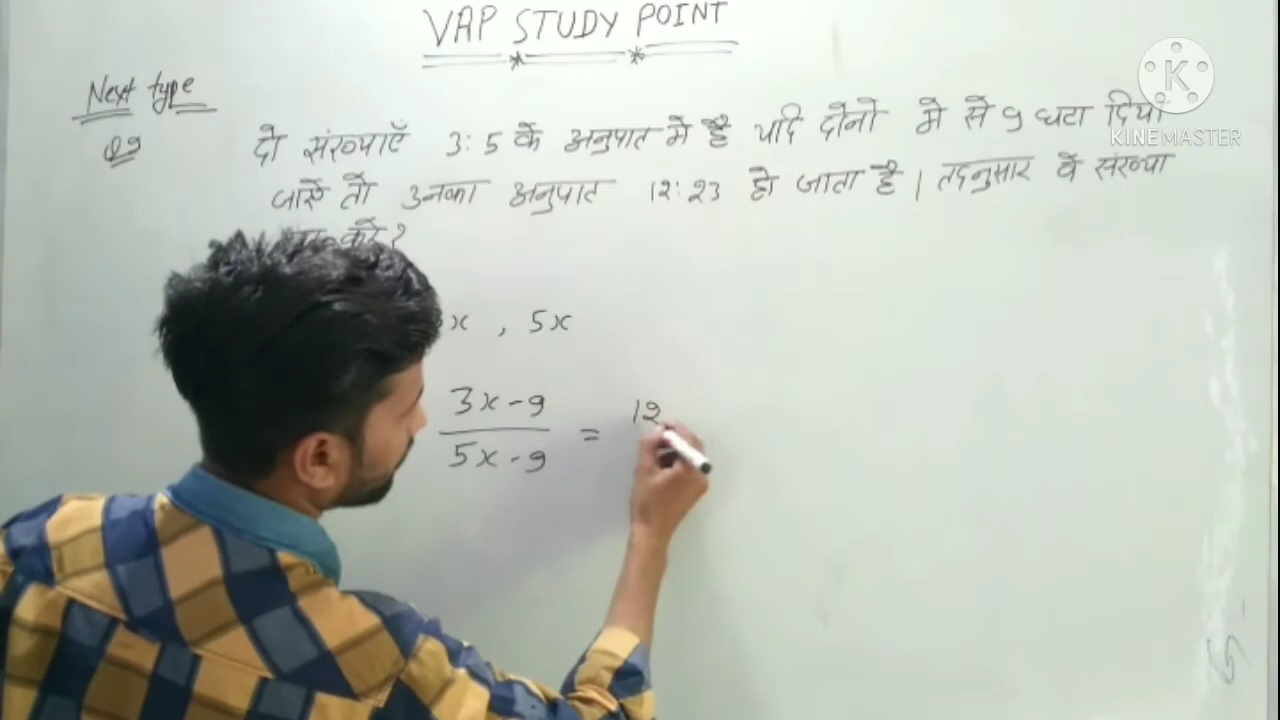 VAP STUDY POINT
Next type
Q9
दो संख्याएँ 3:5 के अनुपात मे है यदि दोनो मे से 9 घटा दिया
जाऐ तो उनका अनुपात 12:23 हो जाता है। तदनुसार वे संख्या
करे?
x , 5x
3x-9
5x-9
=
12
K
KINEMASTER